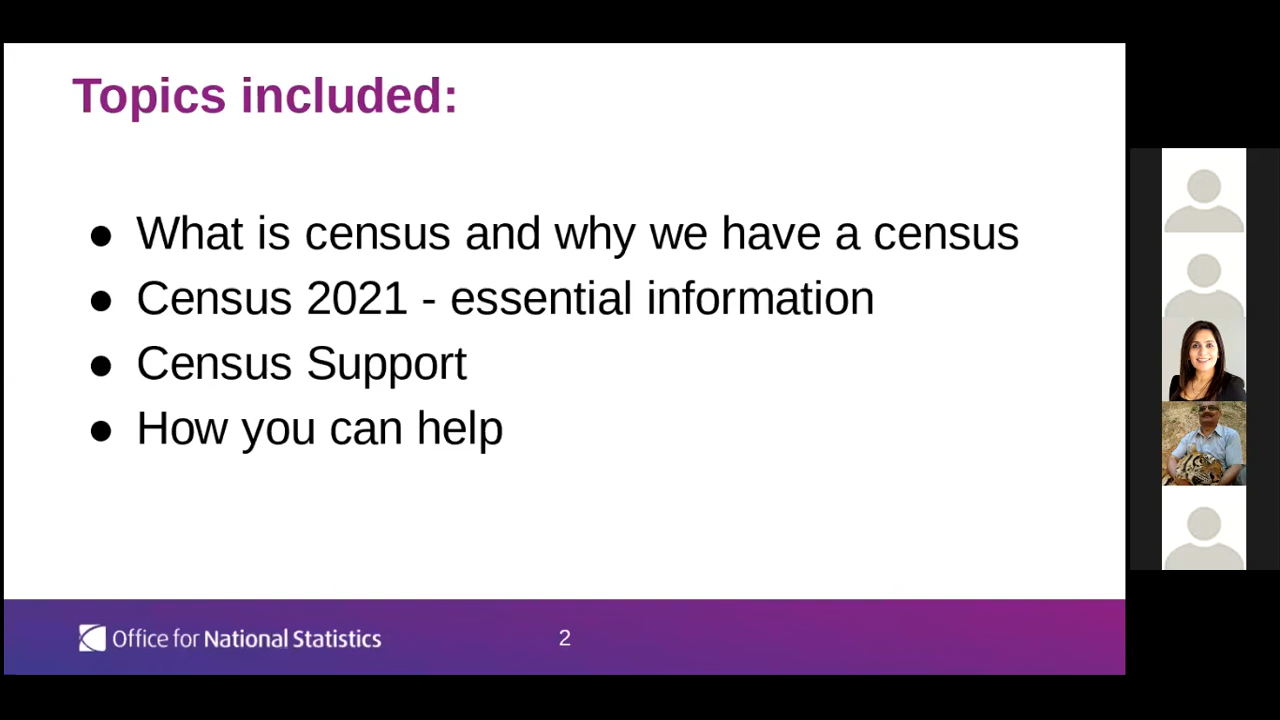 Topics included:
● What is census and why we have a census
● Census 2021 - essential information
● Census Support
● How you can help
Office for National Statistics
2